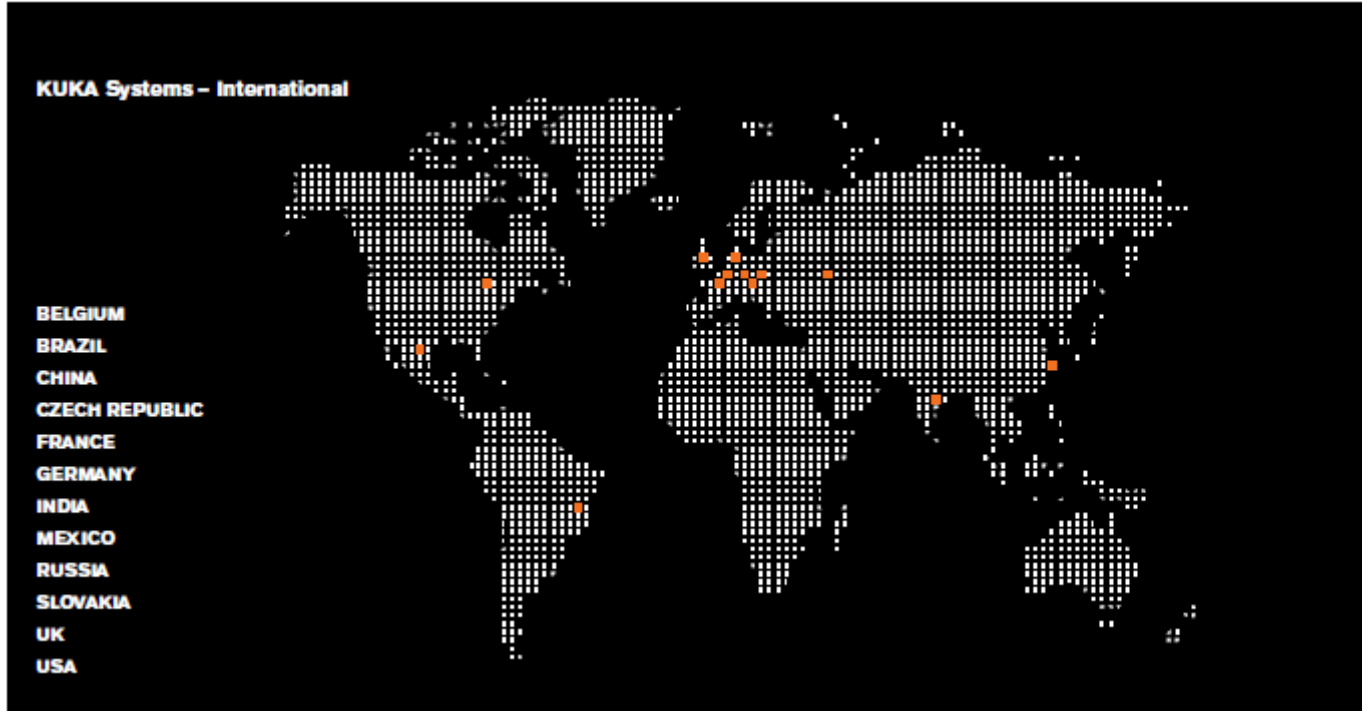 KUKA Systems – International
BELGIUM
BRAZIL
CHINA
CZECH REPUBLIC
FRANCE
GERMANY
INDIA
MEXICO
RUSSIA
SLOVAKIA
UK
USA